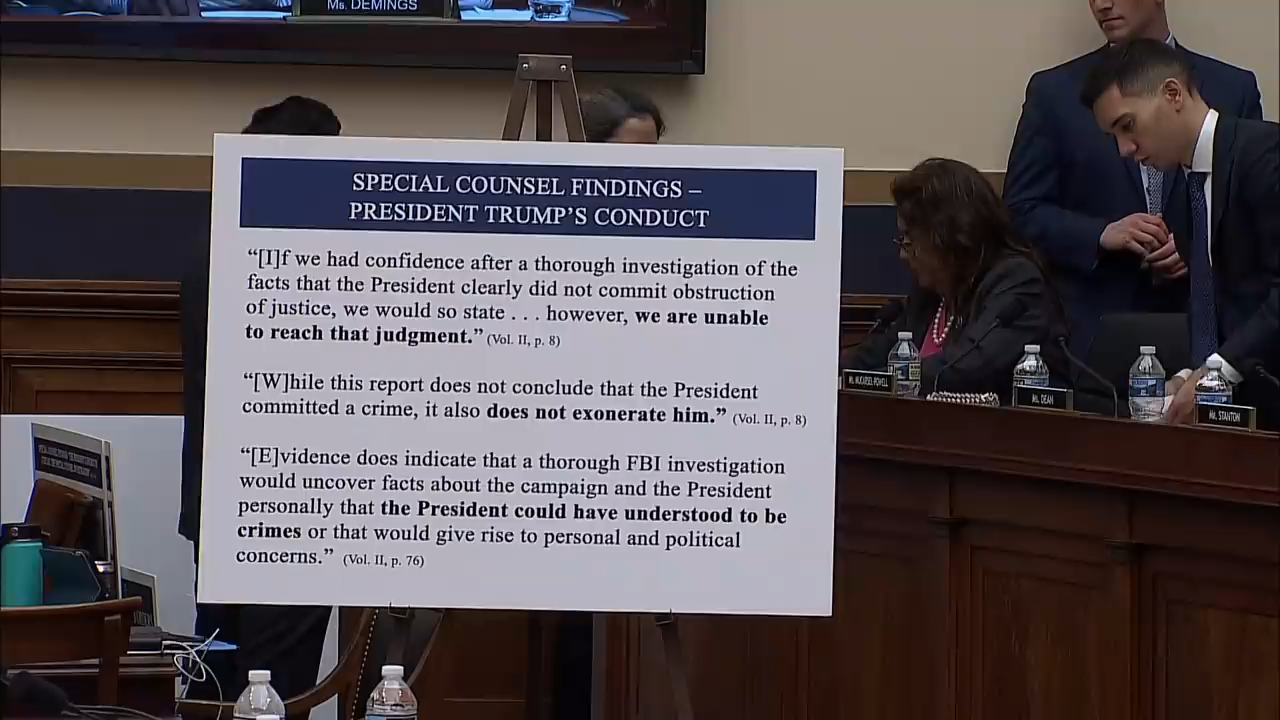 Ms. DEMINGS
SPECIAL COUNSEL FINDINGS –
PRESIDENT TRUMP'S CONDUCT
“[I]f we had confidence after a thorough investigation of the
facts that the President clearly did not commit obstruction
of justice, we would so state . . . however, we are unable
to reach that judgment.” (Vol. II, p. 8)
“[W]hile this report does not conclude that the President
committed a crime, it also does not exonerate him.” (Vol. II, p. 8)
“[E]vidence does indicate that a thorough FBI investigation
would uncover facts about the campaign and the President
personally that the President could have understood to be
crimes or that would give rise to personal and political
concerns.” (Vol. II, p. 76)
Ms. MUCARSEL-POWELL
Ms. DEAN
Mr. STANTON